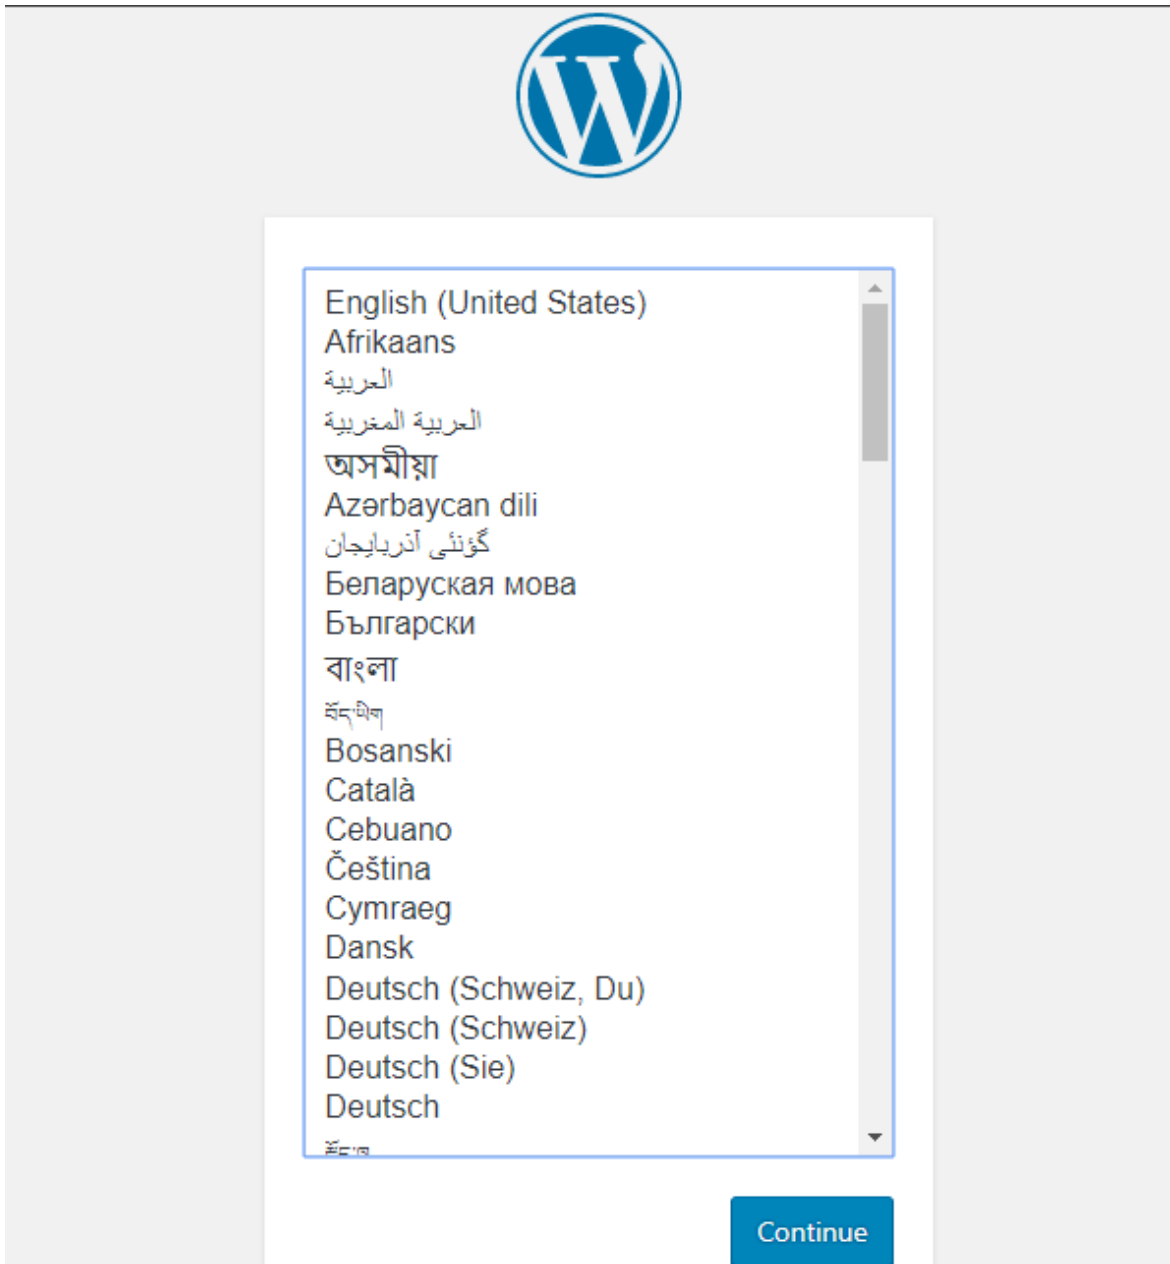 English (United States)
Afrikaans
العربية
العربية المغربية
অসমীয়া
Azərbaycan dili
گؤنئی آذربایجان
Беларуская мова
Български
বাংলা
བོད་ཡིག
Bosanski
Català
Cebuano
Čeština
Cymraeg
Dansk
Deutsch (Schweiz, Du)
Deutsch (Schweiz)
Deutsch (Sie)
Deutsch
Continue